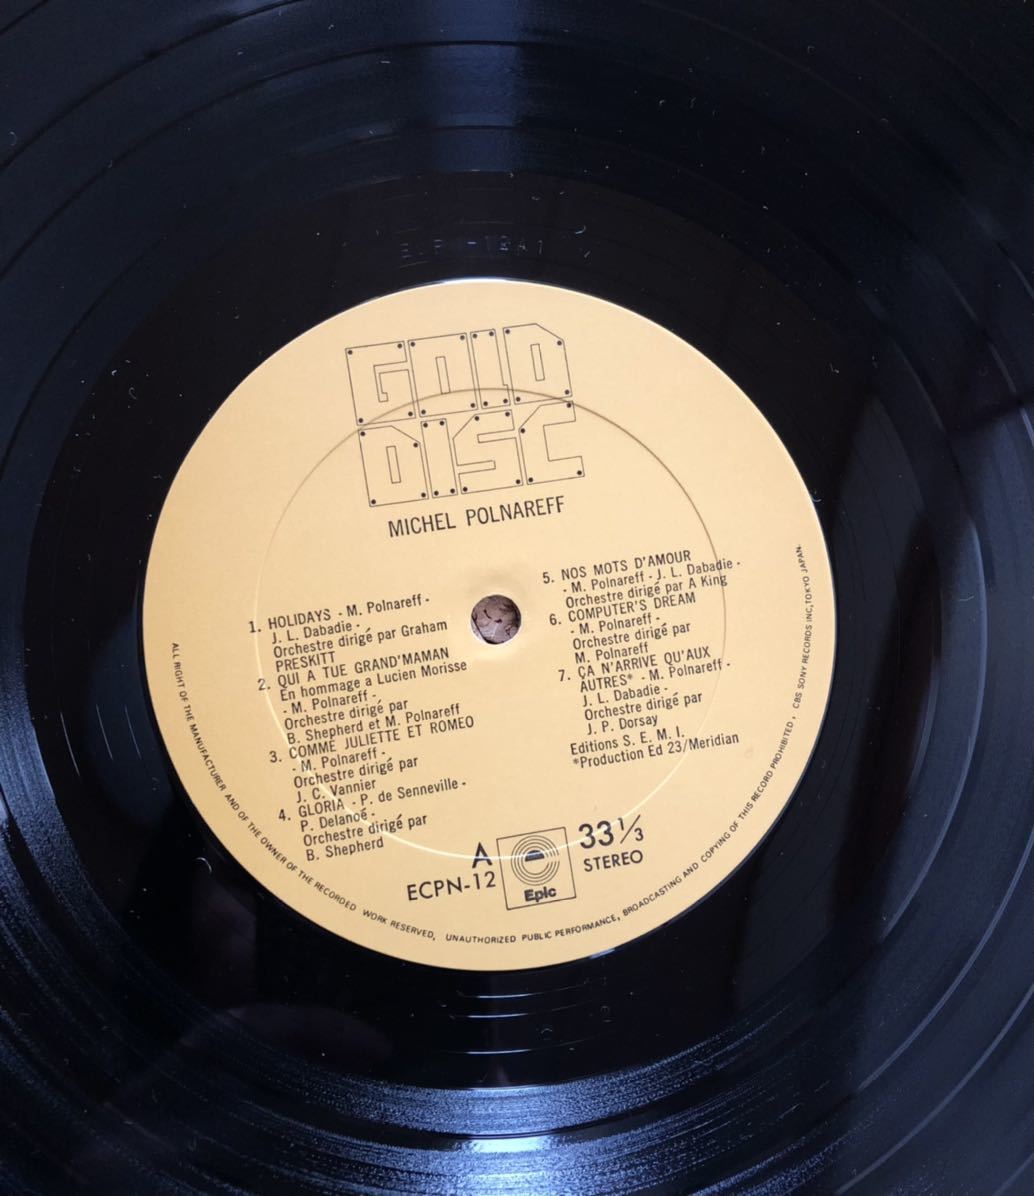 GOLD
DISC
MICHEL POLNAREFF
1. HOLIDAYS - M. Polnareff -
J. L. Dabadie -
Orchestre dirigé par Graham
PRESKITT
2. QUI A TUE GRAND'MAMAN
En hommage a Lucien Morisse
- M. Polnareff -
Orchestre dirigé par
B. Shepherd et M. Polnareff
3. COMME JULIETTE ET ROMEO
- M. Polnareff -
Orchestre dirigé par
J. C. Vannier
4. GLORIA - P. de Senneville -
P. Delanoé -
Orchestre dirigé par
B. Shepherd
5. NOS MOTS D'AMOUR
- M. Polnareff - J. L. Dabadie -
Orchestre dirigé par A King
6. COMPUTER'S DREAM
- M. Polnareff -
Orchestre dirigé par
M. Polnareff
7. ÇA N'ARRIVE QU'AUX
AUTRES* - M. Polnareff -
J. L. Dabadie -
Orchestre dirigé par
J. P. Dorsay
Editions S. E. M. I.
*Production Ed 23/Meridian
A
ECPN-12
Epic
33 1/3
STEREO
ALL RIGHT OF THE MANUFACTURER AND OF THE OWNER OF THE RECORDED WORK RESERVED, UNAUTHORIZED PUBLIC PERFORMANCE, BROADCASTING AND COPYING OF THIS RECORD PROHIBITED, CBS SONY RECORDS INC, TOKYO JAPAN.